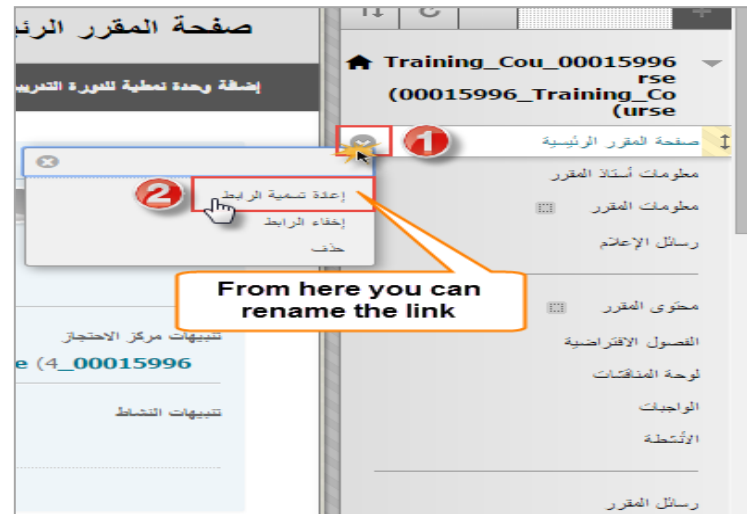 صفحة المقرر الرئي
إضافة وحدة نمطية للدورة التدريبي
Training_Cou_00015996
rse
(00015996_Training_Co
(urse
1
صفحة المقرر الرئيسية
معلومات أستاذ المقرر
معلومات المقرر
رسائل الإعلام
محتوى المقرر
الفصول الافتراضية
لوحة المناقشات
الواجبات
الأنشطة
رسائل المقرر
2
إعادة تسمية الرابط
إخفاء الرابط
حذف
From here you can
rename the link
تنبيهات مركز الاحتجاز
e (4_00015996
تنبيهات النشاط